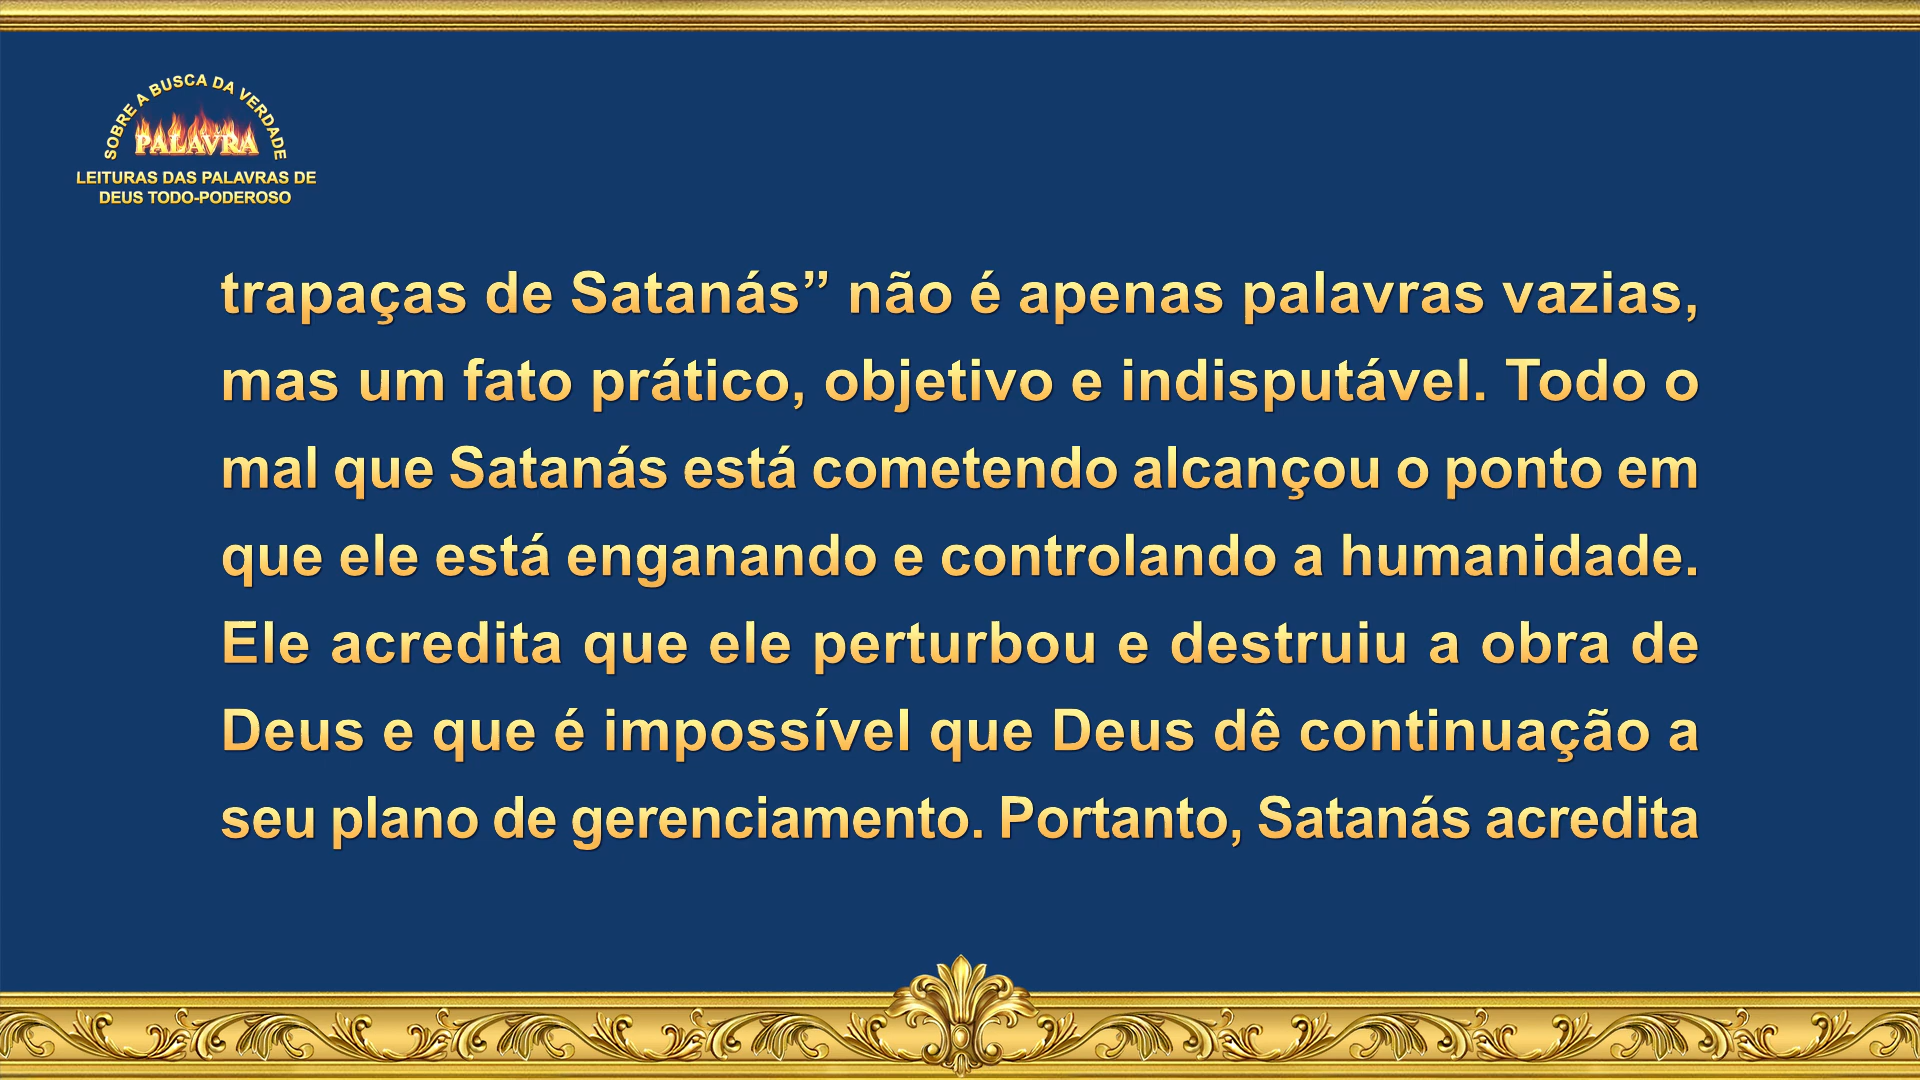 SOBRE A BUSCA DA VERDADE
PALAVRA
LEITURAS DAS PALAVRAS DE
DEUS TODO-PODEROSO
trapaças de Satanás” não é apenas palavras vazias,
mas um fato prático, objetivo e indisputável. Todo o
mal que Satanás está cometendo alcançou o ponto em
que ele está enganando e controlando a humanidade.
Ele acredita que ele perturbou e destruiu a obra de
Deus e que é impossível que Deus dê continuação a
seu plano de gerenciamento. Portanto, Satanás acredita